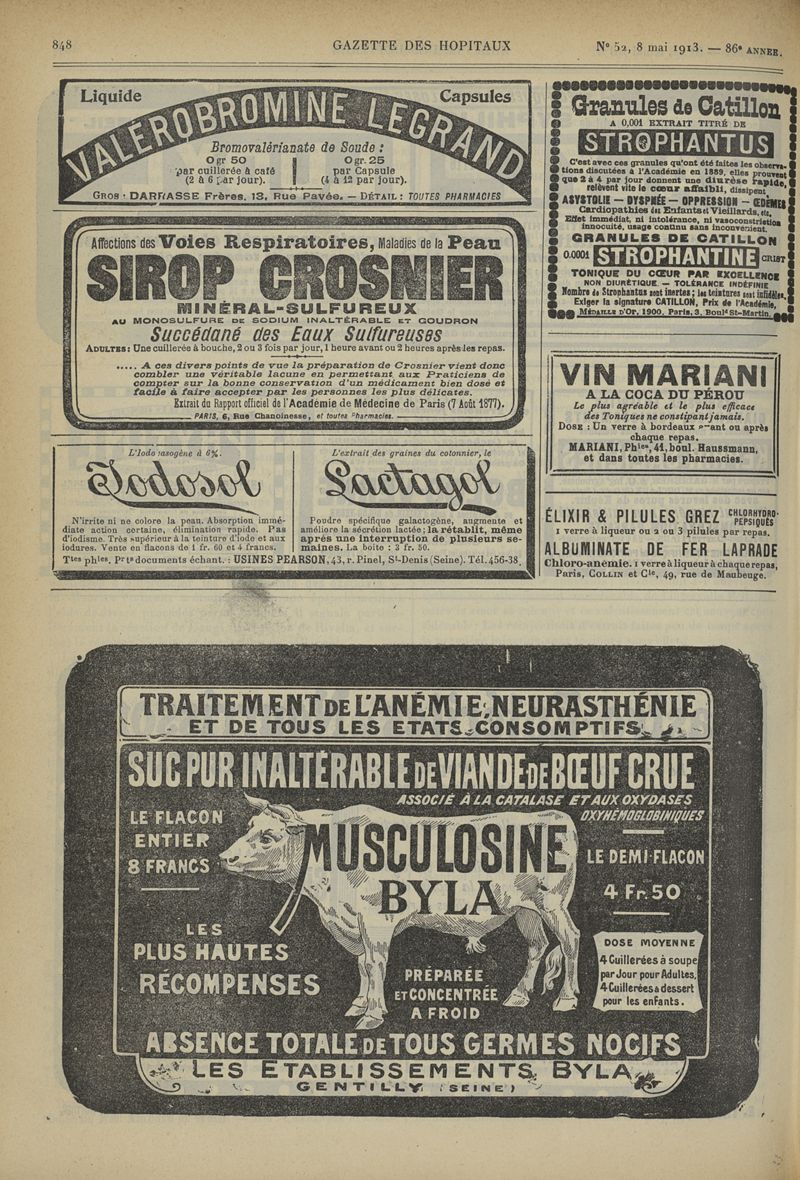 848
GAZETTE DES HOPITAUX
N° 52, 8 mai 1913. — 86e ANNÉE.
Liquide
Capsules
VALÉROBROMINE LEGRAND
Bromovalérianate de Soude :
0 gr 50
par cuillerée à café
(2 à 6 par jour).
0 gr. 25
par Capsule
(4 à 12 par jour).
GROS : DARRASSE Frères, 13, Rue Pavée. — DÉTAIL : TOUTES PHARMACIES
Affections des Voies Respiratoires, Maladies de la Peau
SIROP CROSNIER
MINÉRAL-SULFUREUX
AU MONOSULFURE DE SODIUM INALTÉRABLE ET GOUDRON
Succédané des Eaux Sulfureuses
ADULTES : Une cuillerée à bouche, 2 ou 3 fois par jour, 1 heure avant ou 2 heures après les repas.
..... A ces divers points de vue la préparation de Crosnier vient donc
combler une véritable lacune en permettant aux Praticiens de
compter sur la bonne conservation d'un médicament bien dosé et
facile à faire accepter par les personnes les plus délicates.
Extrait du Rapport officiel de l'Académie de Médecine de Paris (7 Août 1877).
PARIS, 6, Rue Chanoinesse, et toutes Pharmacies.
L'Iodo iasogène à 6%.
Iodosol
N'irrite ni ne colore la peau. Absorption immé-
diate action certaine, élimination rapide. Pas
d'iodisme. Très supérieur à la teinture d'iode et aux
iodures. Vente en flacons de 1 fr. 60 et 4 francs.
L'extrait des graines du cotonnier, le
Lactagol
Poudre spécifique galactogène, augmente et
améliore la sécrétion lactée; la rétablit, même
après une interruption de plusieurs se-
maines. La boîte : 3 fr. 50.
Ttes phies. Pr ts documents échant. : USINES PEARSON, 43, r. Pinel, St-Denis (Seine). Tél. 456-38.
Granules de Catillon
A 0,001 EXTRAIT TITRÉ DE
STROPHANTUS
C'est avec ces granules qu'ont été faites les observa-
tions discutées à l'Académie en 1889, elles prouvent
que 2 à 4 par jour donnent une diurèse rapide,
relèvent vite le cœur affaibli, dissipent
ASYSTOLIE — DYSPNÉE — OPPRESSION — ŒDÈMES
Cardiopathies des Enfants et Vieillards, etc.
Effet immédiat, ni intolérance, ni vasoconstriction
innocuité, usage continu sans inconvénient.
GRANULES DE CATILLON
0.0001 STROPHANTINE CRIST.
TONIQUE DU CŒUR PAR EXCELLENCE
NON DIURÉTIQUE. — TOLÉRANCE INDÉFINIE
Nombre de Strophantus sont inertes; les teintures sont infidèles.
Exiger la signature CATILLON, Prix de l'Académie,
MÉDAILLE D'OR, 1900, Paris, 3, Boul d St-Martin.
VIN MARIANI
A LA COCA DU PÉROU
Le plus agréable et le plus efficace
des Toniques ne constipant jamais.
DOSE : Un verre à bordeaux avant ou après
chaque repas.
MARIANI, Phien, 41, boul. Haussmann,
et dans toutes les pharmacies.
ÉLIXIR & PILULES GREZ CHLORHYDRO-PEPSIQUES
1 verre à liqueur ou 2 ou 3 pilules par repas.
ALBUMINATE DE FER LAPRADE
Chloro-anémie. 1 verre à liqueur à chaque repas,
Paris, COLLIN et Cie, 49, rue de Maubeuge.
TRAITEMENT DE L'ANÉMIE, NEURASTHÉNIE
ET DE TOUS LES ETATS CONSOMPTIFS
SUC PUR INALTÉRABLE DE VIANDE DE BŒUF CRUE
ASSOCIÉ À LA CATALASE ET AUX OXYDASES
OXYHÉMOGLOBINIQUES
LE FLACON
ENTIER
8 FRANCS
MUSCULOSINE
BYLA
LE DEMI-FLACON
4 Fr. 50
LES
PLUS HAUTES
RÉCOMPENSES
PRÉPARÉE
ET CONCENTRÉE
A FROID
DOSE MOYENNE
4 Cuillerées à soupe
par Jour pour Adultes,
4 Cuillerées à dessert
pour les enfants.
ABSENCE TOTALE DE TOUS GERMES NOCIFS
LES ETABLISSEMENTS BYLA
GENTILLY (SEINE)